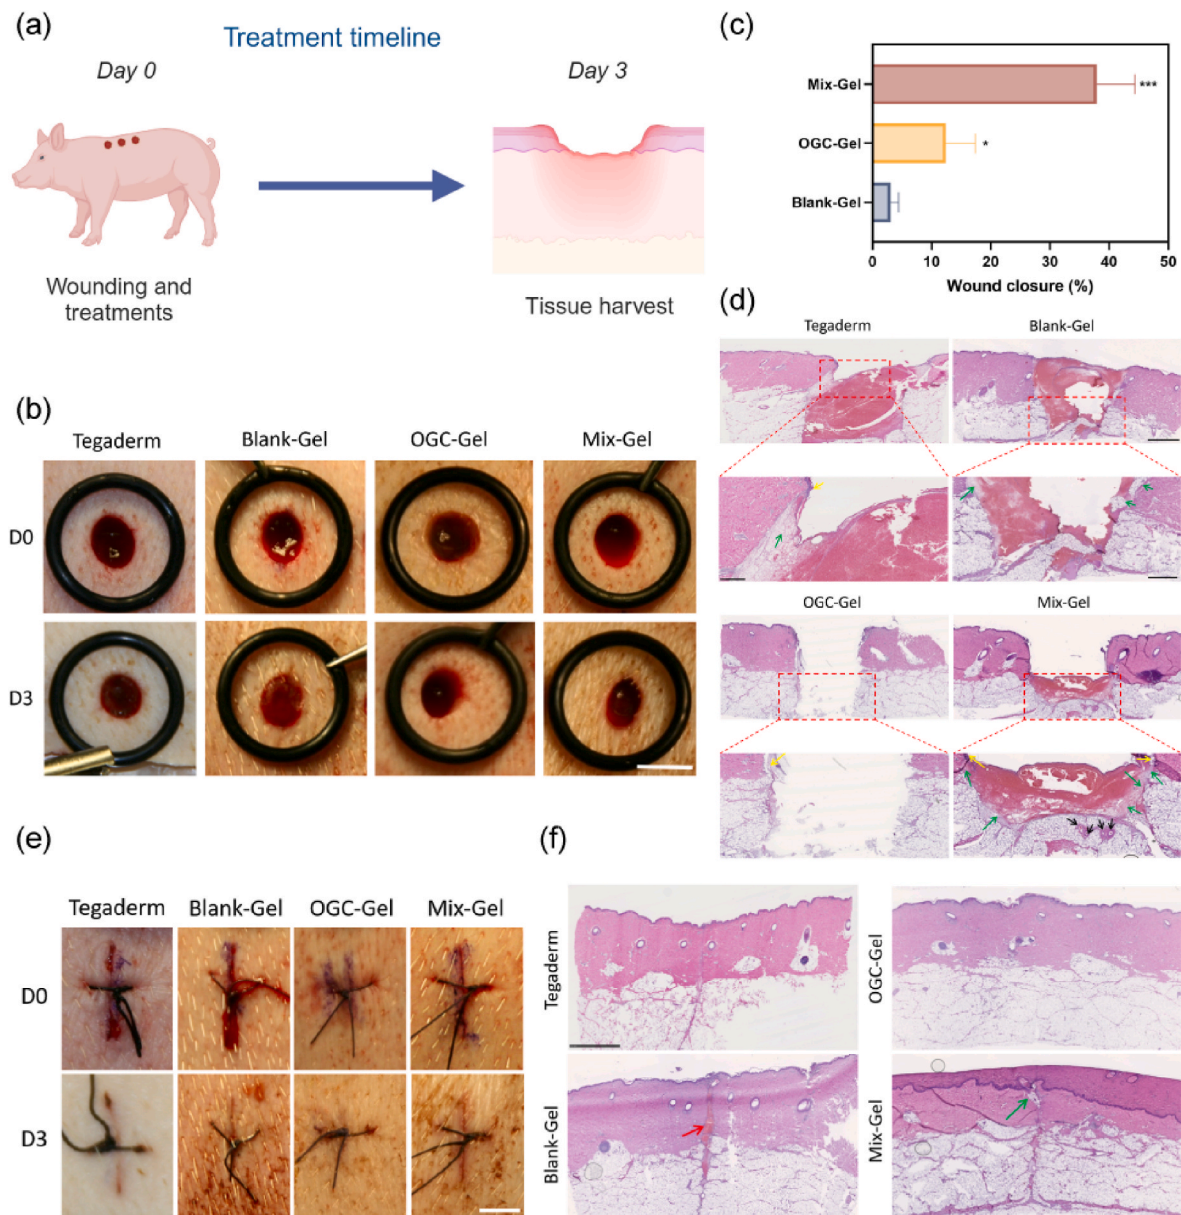 (a)
Treatment timeline
Day 0
Day 3
Wounding and
treatments
Tissue harvest
(b)
Tegaderm
Blank-Gel
OGC-Gel
Mix-Gel
D0
D3
(c)
Mix-Gel
***
OGC-Gel
*
Blank-Gel
0
10
20
30
40
50
Wound closure (%)
(d)
Tegaderm
Blank-Gel
OGC-Gel
Mix-Gel
(e)
Tegaderm
Blank-Gel
OGC-Gel
Mix-Gel
D0
D3
(f)
Tegaderm
OGC-Gel
Blank-Gel
Mix-Gel